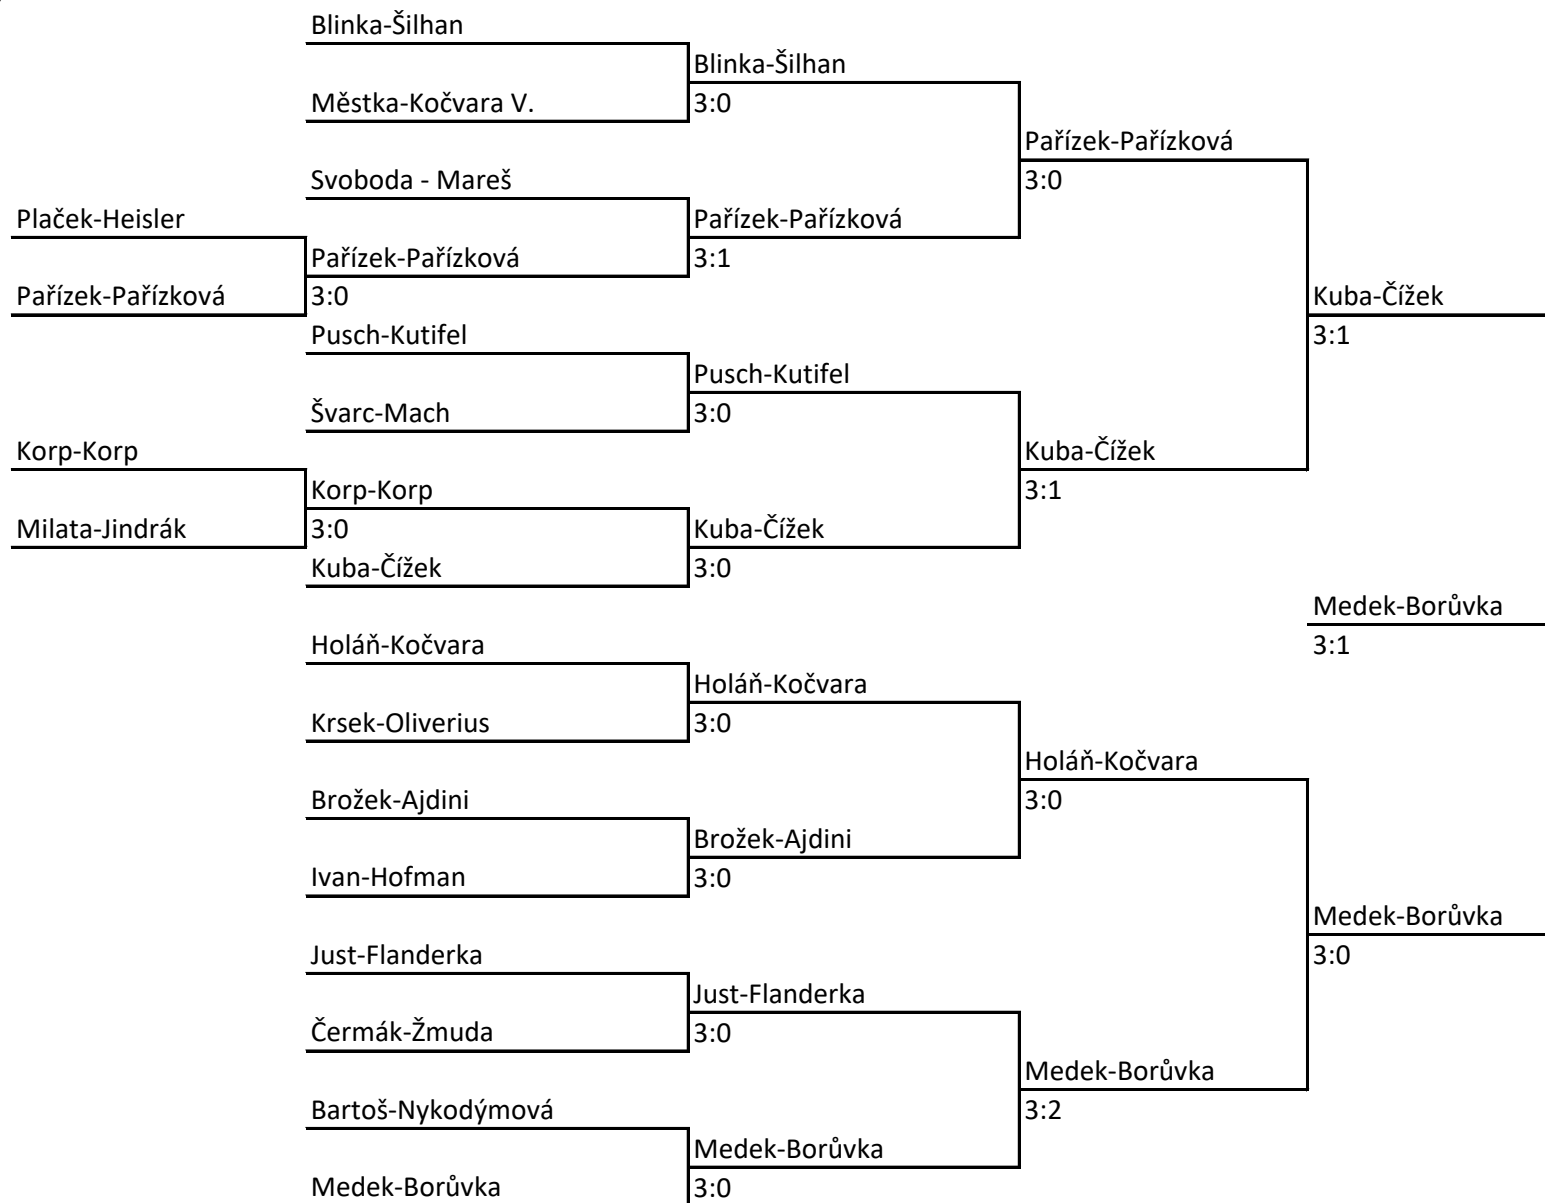 Blinka-Šilhan
Blinka-Šilhan
Městka-Kočvara V.
3:0
Pařízek-Pařízková
Svoboda - Mareš
3:0
Plaček-Heisler
Pařízek-Pařízková
Pařízek-Pařízková
3:1
Pařízek-Pařízková
3:0
Kuba-Čížek
Pusch-Kutifel
3:1
Pusch-Kutifel
Švarc-Mach
3:0
Korp-Korp
Kuba-Čížek
Korp-Korp
3:1
Milata-Jindrák
3:0
Kuba-Čížek
Kuba-Čížek
3:0
Medek-Borůvka
Holáň-Kočvara
3:1
Holáň-Kočvara
Krsek-Oliverius
3:0
Holáň-Kočvara
Brožek-Ajdini
3:0
Brožek-Ajdini
Ivan-Hofman
3:0
Medek-Borůvka
Just-Flanderka
3:0
Just-Flanderka
Čermák-Žmuda
3:0
Medek-Borůvka
Bartoš-Nykodýmová
3:2
Medek-Borůvka
Medek-Borůvka
3:0